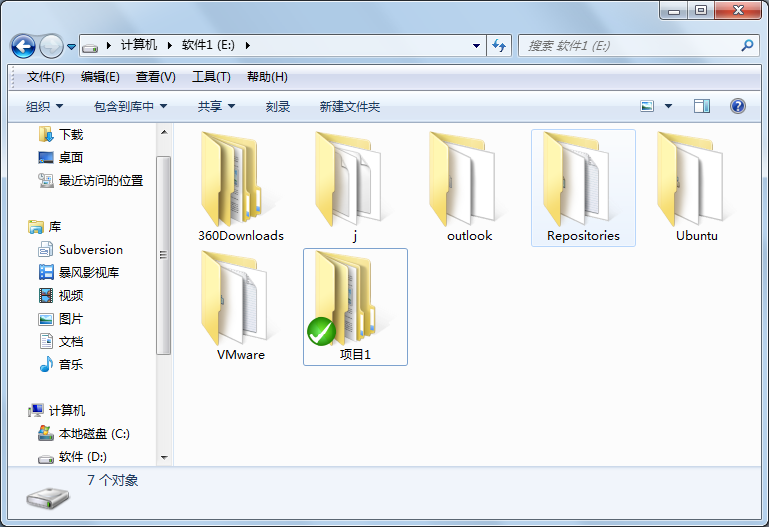 计算机 软件1 (E:)
搜索 软件1 (E:)
文件(F) 编辑(E) 查看(V) 工具(T) 帮助(H)
组织 包含到库中 共享 刻录 新建文件夹
下载
桌面
最近访问的位置
库
Subversion
暴风影视库
视频
图片
文档
音乐
计算机
本地磁盘 (C:)
软件 (D:)
360Downloads
j
outlook
Repositories
Ubuntu
VMware
项目1
7 个对象